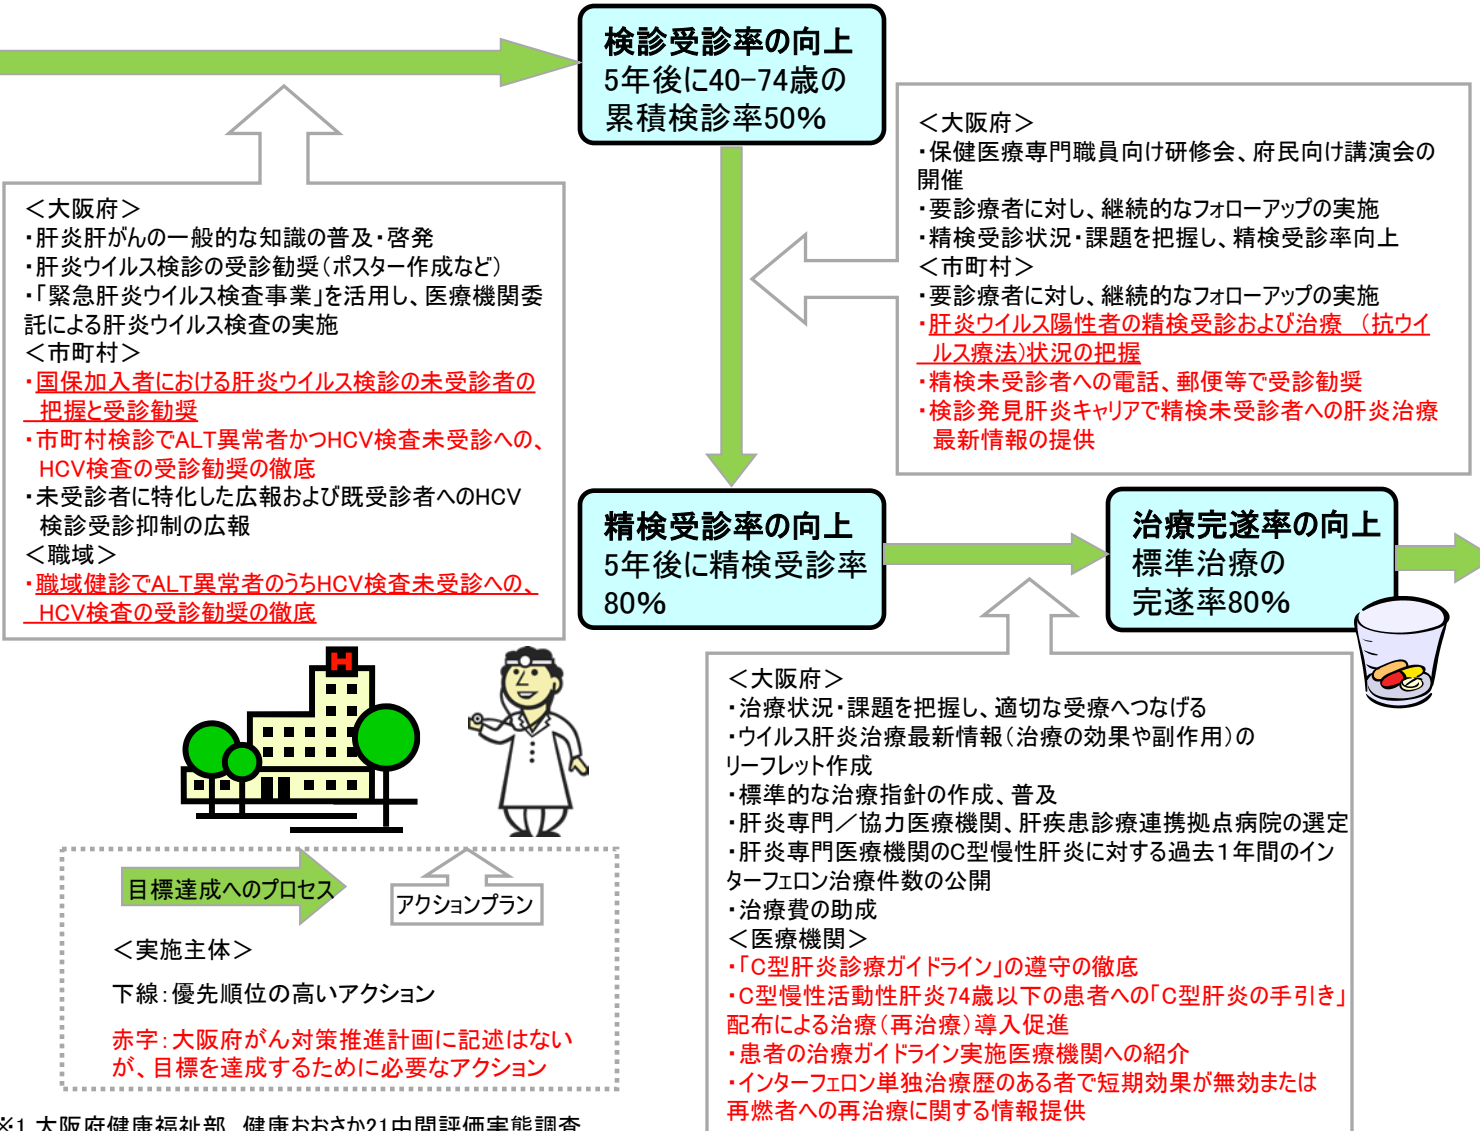 検診受診率の向上
5年後に40-74歳の
累積検診率50%
<大阪府>
・肝炎肝がんの一般的な知識の普及・啓発
・肝炎ウイルス検診の受診勧奨(ポスター作成など)
・「緊急肝炎ウイルス検査事業」を活用し、医療機関委
託による肝炎ウイルス検査の実施
<市町村>
・国保加入者における肝炎ウイルス検診の未受診者の
把握と受診勧奨
・市町村検診でALT異常者かつHCV検査未受診への、
HCV検査の受診勧奨の徹底
・未受診者に特化した広報および既受診者へのHCV
検診受診抑制の広報
<職域>
・職域健診でALT異常者のうちHCV検査未受診への、
HCV検査の受診勧奨の徹底
<大阪府>
・保健医療専門職員向け研修会、府民向け講演会の
開催
・要診療者に対し、継続的なフォローアップの実施
・精検受診状況・課題を把握し、精検受診率向上
<市町村>
・要診療者に対し、継続的なフォローアップの実施
・肝炎ウイルス陽性者の精検受診および治療 (抗ウイ
ルス療法)状況の把握
・精検未受診者への電話、郵便等で受診勧奨
・検診発見肝炎キャリアで精検未受診者への肝炎治療
最新情報の提供
精検受診率の向上
5年後に精検受診率
80%
治療完遂率の向上
標準治療の
完遂率80%
H
<大阪府>
・治療状況・課題を把握し、適切な受療へつなげる
・ウイルス肝炎治療最新情報(治療の効果や副作用)の
リーフレット作成
・標準的な治療指針の作成、普及
・肝炎専門/協力医療機関、肝疾患診療連携拠点病院の選定
・肝炎専門医療機関のC型慢性肝炎に対する過去1年間のイン
ターフェロン治療件数の公開
・治療費の助成
<医療機関>
・「C型肝炎診療ガイドライン」の遵守の徹底
・C型慢性活動性肝炎74歳以下の患者への「C型肝炎の手引き」
配布による治療(再治療)導入促進
・患者の治療ガイドライン実施医療機関への紹介
・インターフェロン単独治療歴のある者で短期効果が無効または
再燃者への再治療に関する情報提供
目標達成へのプロセス
アクションプラン
<実施主体>
下線:優先順位の高いアクション
赤字:大阪府がん対策推進計画に記述はない
が、目標を達成するために必要なアクション
※1 大阪府健康福祉部 健康おおさか21中間評価実態調査